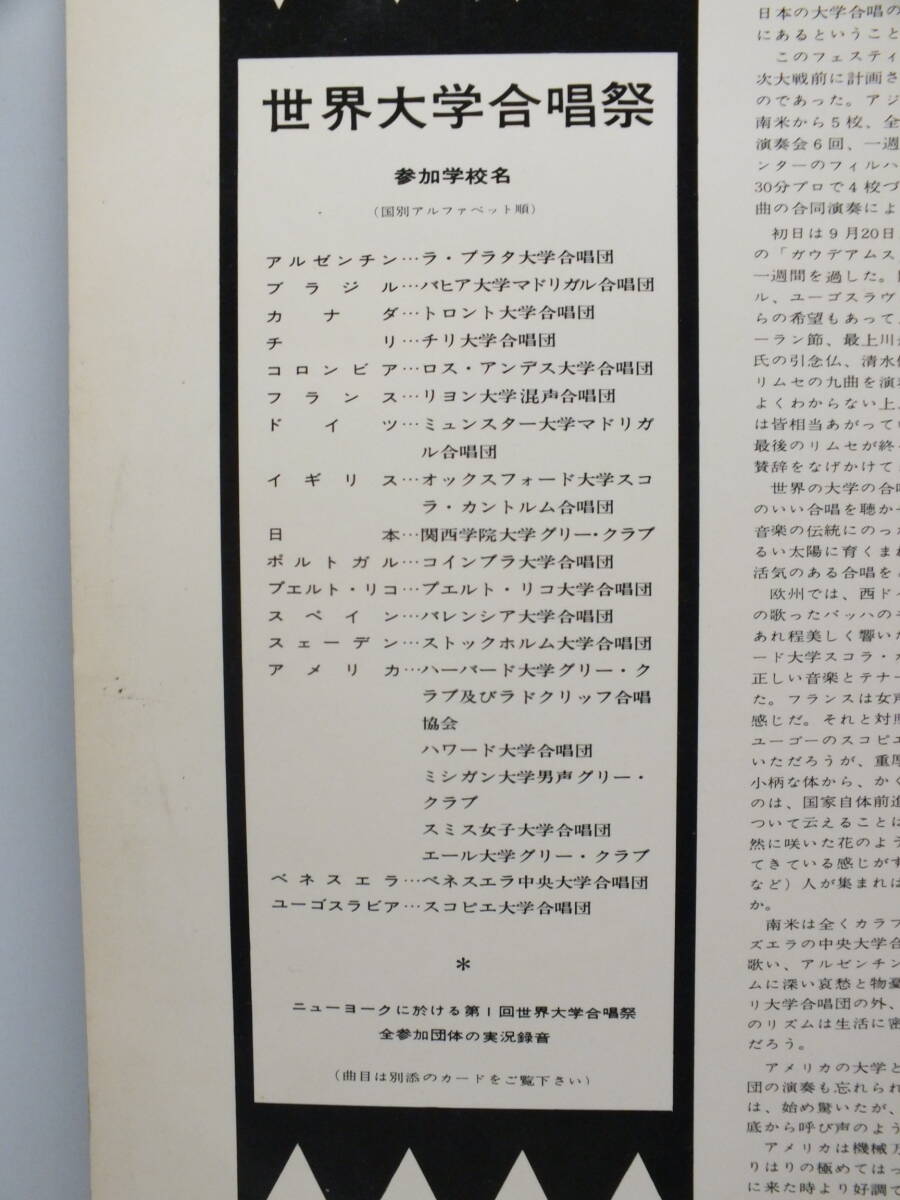 世界大学合唱祭
参加学校名
（国別アルファベット順）
アルゼンチン…ラ・プラタ大学合唱団
ブラジル…バヒア大学マドリガル合唱団
カナダ…トロント大学合唱団
チリ…チリ大学合唱団
コロンビア…ロス・アンデス大学合唱団
フランス…リヨン大学混声合唱団
ドイツ…ミュンスター大学マドリガ
ル合唱団
イギリス…オックスフォード大学スコ
ラ・カントルム合唱団
日本…関西学院大学グリー・クラブ
ポルトガル…コインブラ大学合唱団
プエルト・リコ…プエルト・リコ大学合唱団
スペイン…バレンシア大学合唱団
スェーデン…ストックホルム大学合唱団
アメリカ…ハーバード大学グリー・ク
ラブ及びラドクリッフ合唱
協会
ハワード大学合唱団
ミシガン大学男声グリー・
クラブ
スミス女子大学合唱団
エール大学グリー・クラブ
ベネスエラ…ベネスエラ中央大学合唱団
ユーゴスラビア…スコピエ大学合唱団
＊
ニューヨークに於ける第１回世界大学合唱祭
全参加団体の実況録音
（曲目は別添のカードをご覧下さい）
日本の大学合唱の
にあるということ
このフェスティ
次大戦前に計画さ
のであった。アジ
南米から５校、全
演奏会６回、一週
ンターのフィルハ
30分プロで４校づ
曲の合同演奏によ
初日は９月20日
の「ガウデアムス
一週間を過した。
ル、ユーゴスラヴ
らの希望もあって、
ーラン節、最上川
氏の引念仏、清水
リムセの九曲を演
よくわからない上
は皆相当あがってい
最後のリムセが終
賛辞をなげかけて
世界の大学の合
のいい合唱を聴か
音楽の伝統にのっ
るい太陽に育くま
活気のある合唱を
欧州では、西ド
の歌ったバッハの
あれ程美しく響い
ード大学スコラ・
正しい音楽とテナー
た。フランスは女声
感じだ。それと対照
ユーゴーのスコピエ
いただろうが、重厚
小柄な体から、かく
のは、国家自体前進
ついて云えることは
然に咲いた花のよう
てきている感じがす
など）人が集まれば
か。
南米は全くカラフ
ズエラの中央大学合
歌い、アルゼンチン
ムに深い哀愁と物憂
リ大学合唱団の外、
のリズムは生活に密
だろう。
アメリカの大学と
団の演奏も忘れられ
は、始め驚いたが、
底から呼び声のよう
アメリカは機械万
りはりの極めてはっ
に来た時より好調で